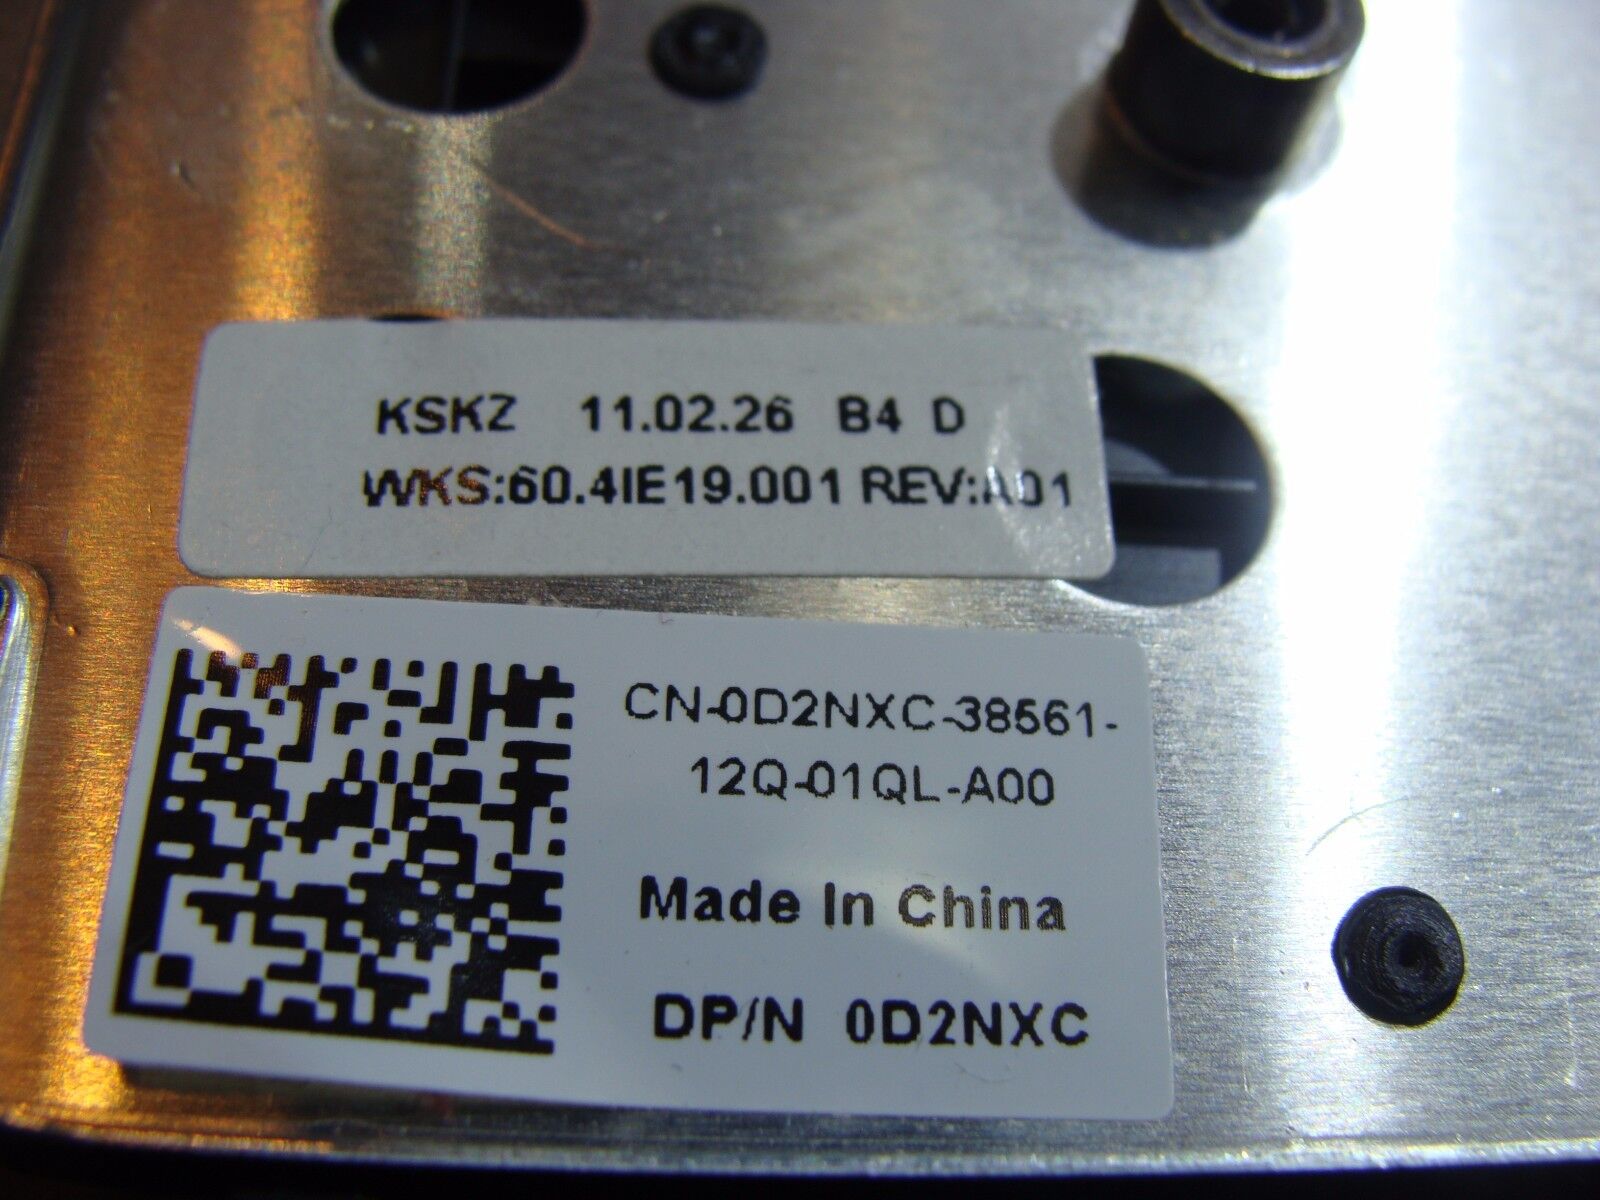 KSKZ 11.02.26 B4 D
WKS:60.4IE19.001 REV:A01
CN-0D2NXC-38561-
12Q-01QL-A00
Made In China
DP/N 0D2NXC